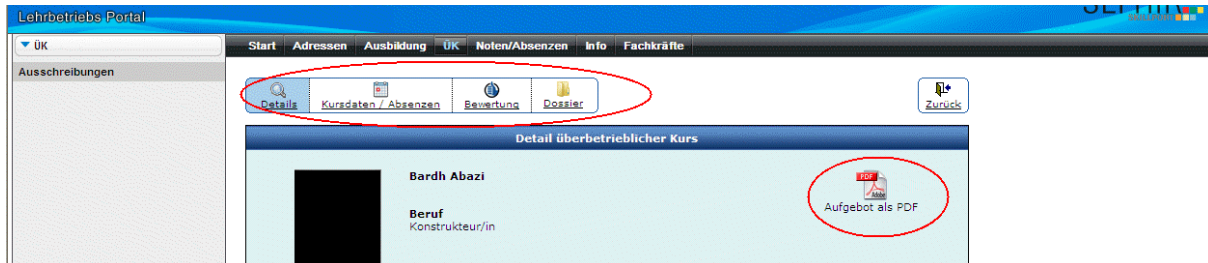 Lehrbetriebs Portal
ÜK
Start Adressen Ausbildung ÜK Noten/Absenzen Info Fachkräfte
Ausschreibungen
Details Kursdaten / Absenzen Bewertung Dossier
Zurück
Detail überbetrieblicher Kurs
Bardh Abazi
PDF
Adobe
Aufgebot als PDF
Beruf
Konstrukteur/in